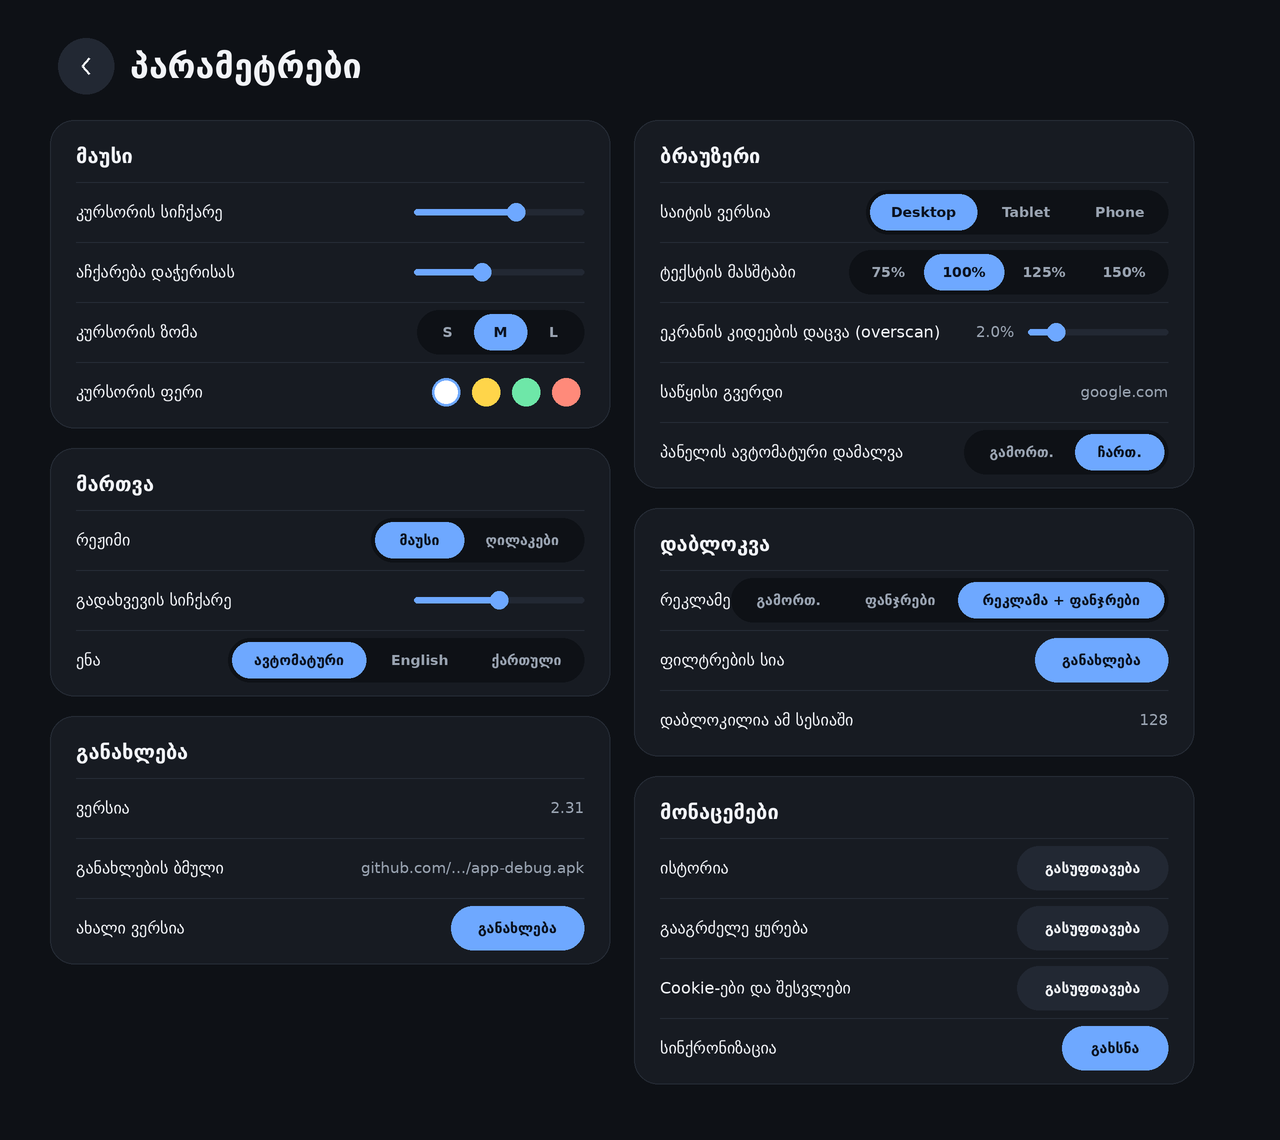 პარამეტრები
მაუსი
კურსორის სიჩქარე
აჩქარება დაჭერისას
კურსორის ზომა S M L
კურსორის ფერი
მართვა
რეჟიმი მაუსი ღილაკები
გადახვევის სიჩქარე
ენა ავტომატური English ქართული
განახლება
ვერსია 2.31
განახლების ბმული github.com/.../app-debug.apk
ახალი ვერსია განახლება
ბრაუზერი
საიტის ვერსია Desktop Tablet Phone
ტექსტის მასშტაბი 75% 100% 125% 150%
ეკრანის კიდეების დაცვა (overscan) 2.0%
საწყისი გვერდი google.com
პანელის ავტომატური დამალვა გამორთ. ჩართ.
დაბლოკვა
რეკლამე გამორთ. ფანჯრები რეკლამა + ფანჯრები
ფილტრების სია განახლება
დაბლოკილია ამ სესიაში 128
მონაცემები
ისტორია გასუფთავება
გააგრძელე ყურება გასუფთავება
Cookie-ები და შესვლები გასუფთავება
სინქრონიზაცია გახსნა